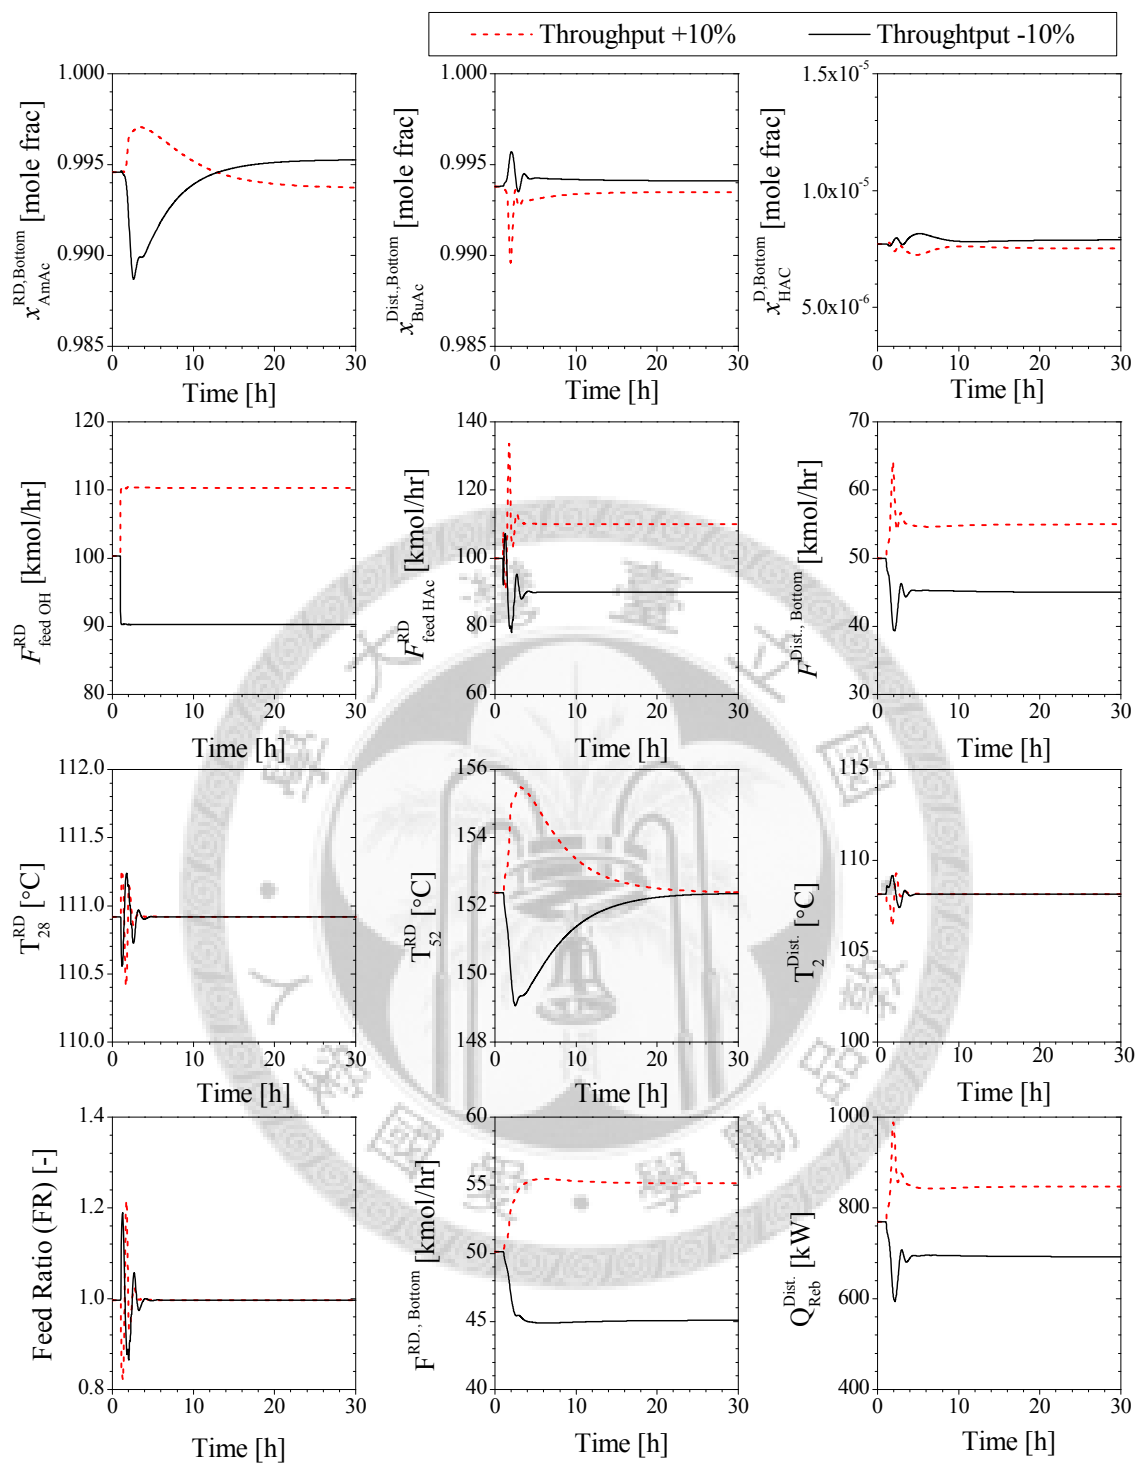 Throughput +10% Throughtput -10%
1.000 0.995 0.990 0.985
x RD,Bottom AmAc [mole frac]
0 10 20 30
Time [h]
1.000 0.995 0.990 0.985
x Dist.,Bottom BuAc [mole frac]
0 10 20 30
Time [h]
1.5x10-5 1.0x10-5 5.0x10-6
x D,Bottom HAC [mole frac]
0 10 20 30
Time [h]
120 110 100 90 80
F RD feed OH [kmol/hr]
0 10 20 30
Time [h]
140 120 100 80 60
F RD feed HAc [kmol/hr]
0 10 20 30
Time [h]
70 60 50 40 30
F Dist., Bottom [kmol/hr]
0 10 20 30
Time [h]
112.0 111.5 111.0 110.5 110.0
T RD 28 [°C]
0 10 20 30
Time [h]
156 154 152 150 148
T RD 52 [°C]
0 10 20 30
Time [h]
115 110 105 100
T Dist. 2 [°C]
0 10 20 30
Time [h]
1.4 1.2 1.0 0.8
Feed Ratio (FR) [-]
0 10 20 30
Time [h]
60 55 50 45 40
F RD., Bottom [kmol/hr]
0 10 20 30
Time [h]
1000 800 600 400
Q Dist. Reb [kW]
0 10 20 30
Time [h]